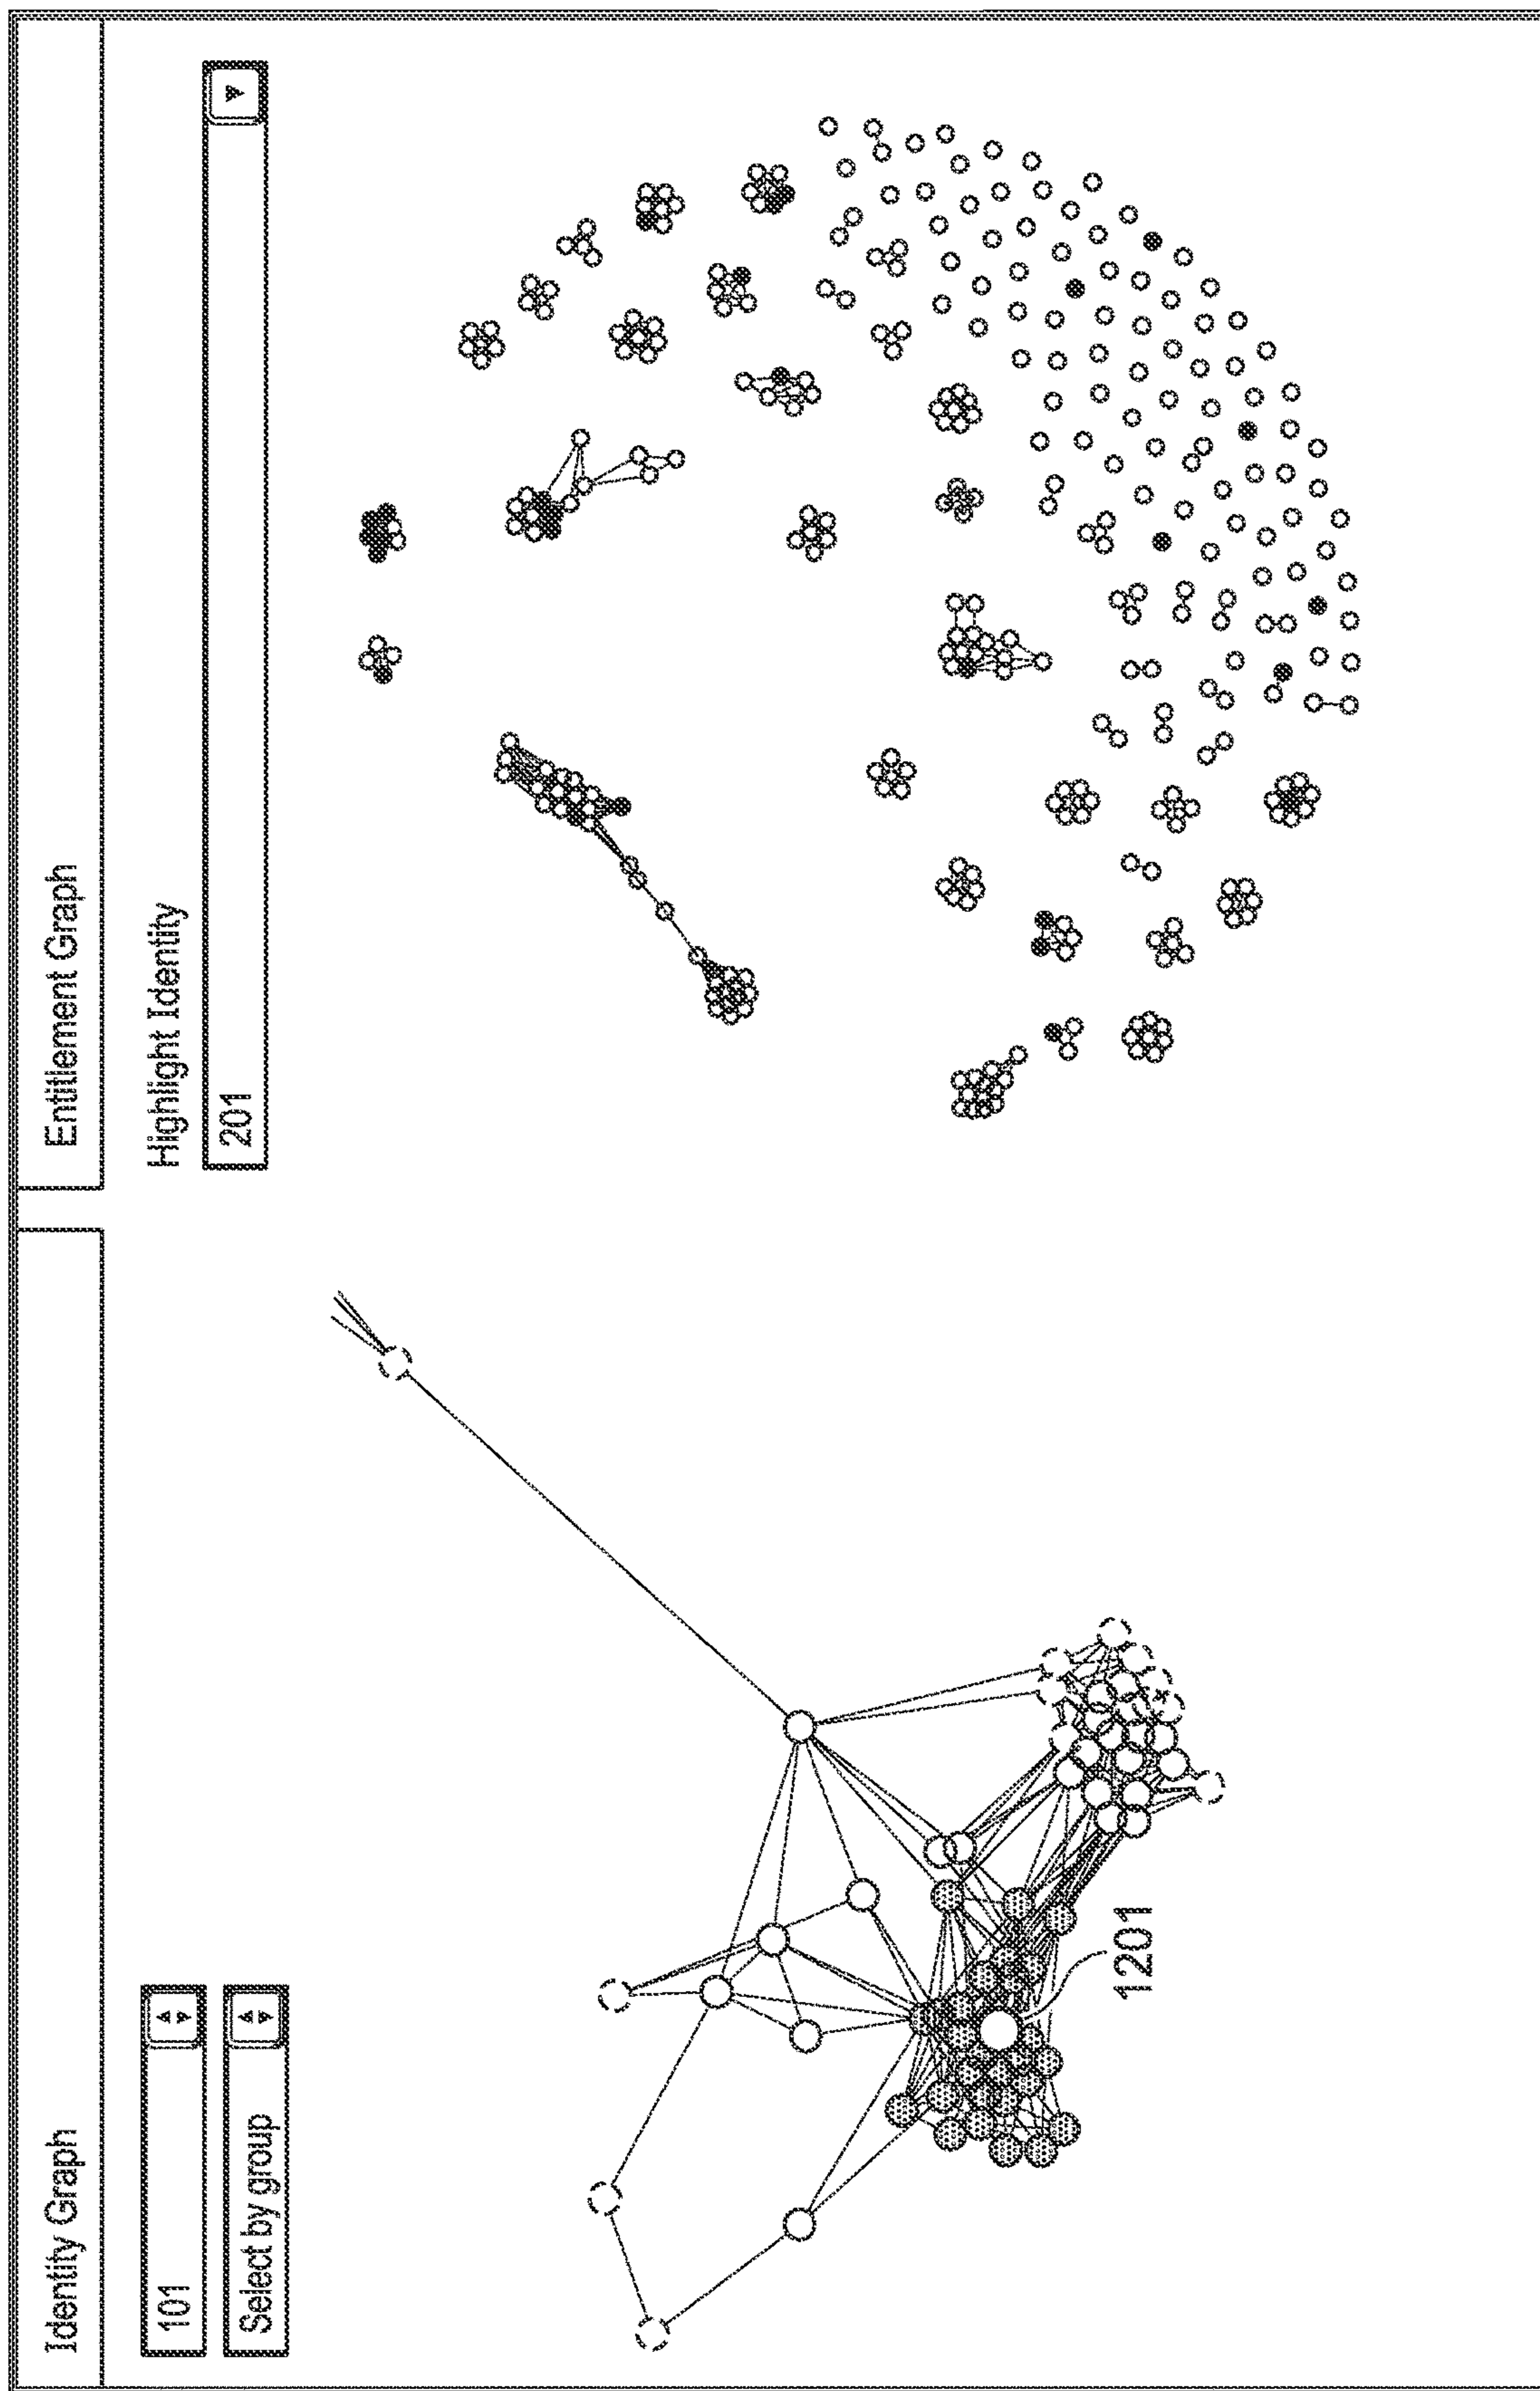 Identity Graph
101
Select by group
1201
Entitlement Graph
Highlight Identity
201